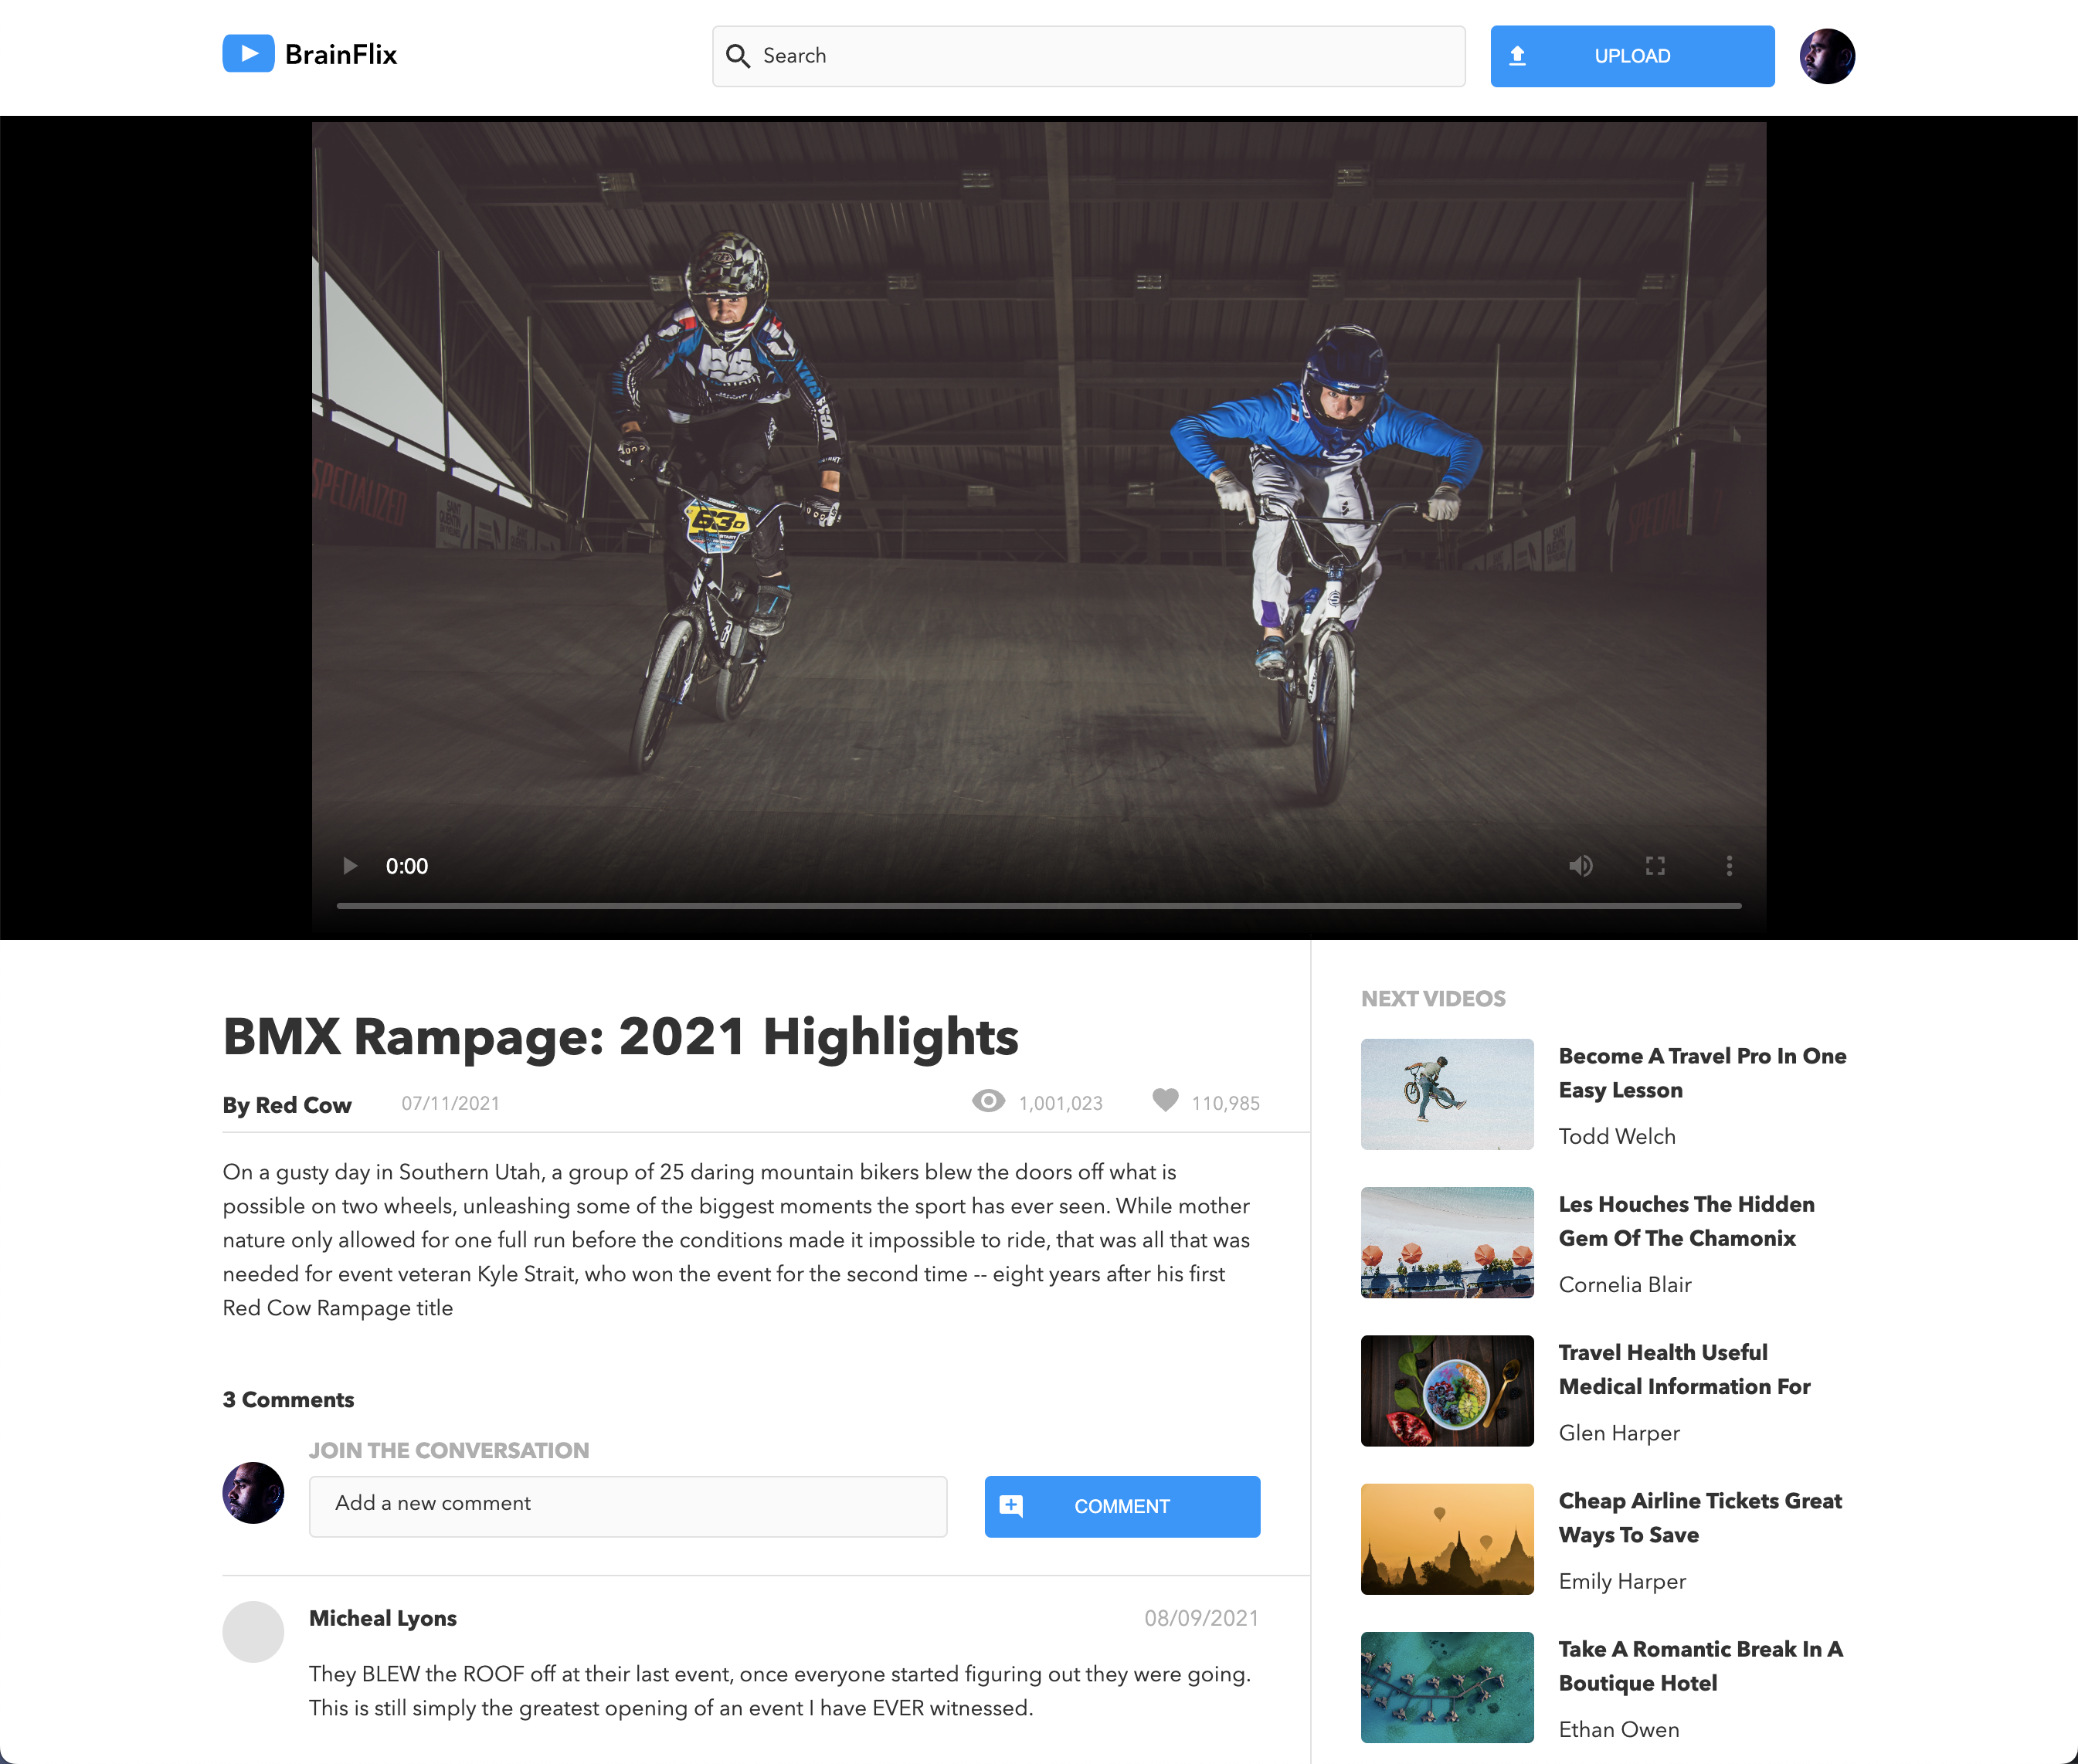 BrainFlix
Search
UPLOAD
SPECIALIZED
SAINT
QUENTIN
yess
630
START
SPECIAL
0:00
BMX Rampage: 2021 Highlights
By Red Cow 07/11/2021 1,001,023 110,985
On a gusty day in Southern Utah, a group of 25 daring mountain bikers blew the doors off what is
possible on two wheels, unleashing some of the biggest moments the sport has ever seen. While mother
nature only allowed for one full run before the conditions made it impossible to ride, that was all that was
needed for event veteran Kyle Strait, who won the event for the second time -- eight years after his first
Red Cow Rampage title
3 Comments
JOIN THE CONVERSATION
Add a new comment
COMMENT
Micheal Lyons 08/09/2021
They BLEW the ROOF off at their last event, once everyone started figuring out they were going.
This is still simply the greatest opening of an event I have EVER witnessed.
NEXT VIDEOS
Become A Travel Pro In One
Easy Lesson
Todd Welch
Les Houches The Hidden
Gem Of The Chamonix
Cornelia Blair
Travel Health Useful
Medical Information For
Glen Harper
Cheap Airline Tickets Great
Ways To Save
Emily Harper
Take A Romantic Break In A
Boutique Hotel
Ethan Owen